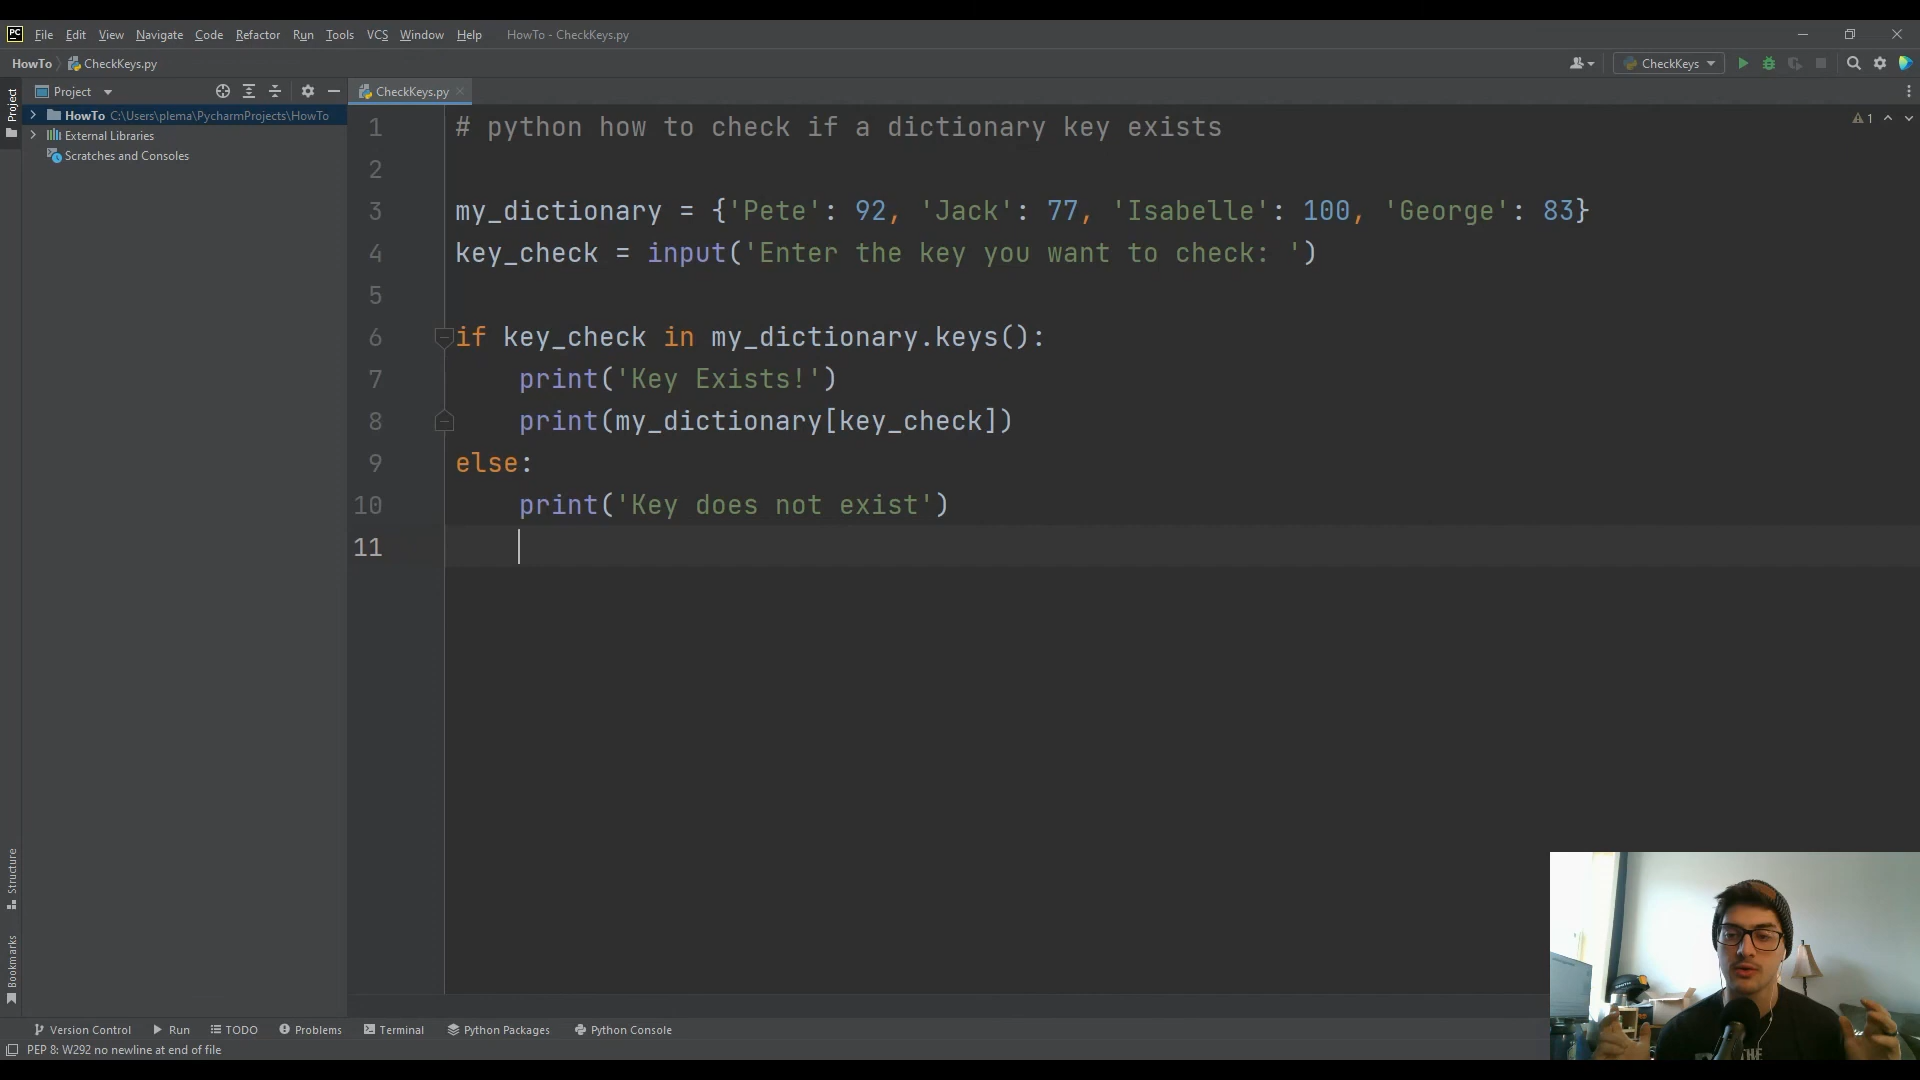 PC File Edit View Navigate Code Refactor Run Tools VCS Window Help HowTo - CheckKeys.py
HowTo CheckKeys.py CheckKeys
Project CheckKeys.py
Project
HowTo C:\Users\plema\PycharmProjects\HowTo
External Libraries
Scratches and Consoles
1
1 # python how to check if a dictionary key exists
2
3 my_dictionary = {'Pete': 92, 'Jack': 77, 'Isabelle': 100, 'George': 83}
4 key_check = input('Enter the key you want to check: ')
5
6 if key_check in my_dictionary.keys():
7 print('Key Exists!')
8 print(my_dictionary[key_check])
9 else:
10 print('Key does not exist')
11
Structure
Bookmarks
Version Control Run TODO Problems Terminal Python Packages Python Console
PEP 8: W292 no newline at end of file
THE